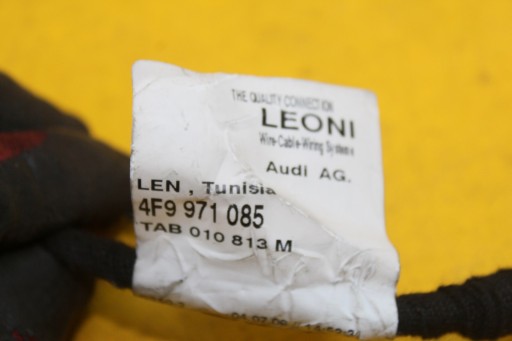 THE QUALITY CONNECTION
LEONI
Wire-Cable-Wiring Systems
Audi AG.
LEN , Tunisia
4F9 971 085
TAB 010 813 M